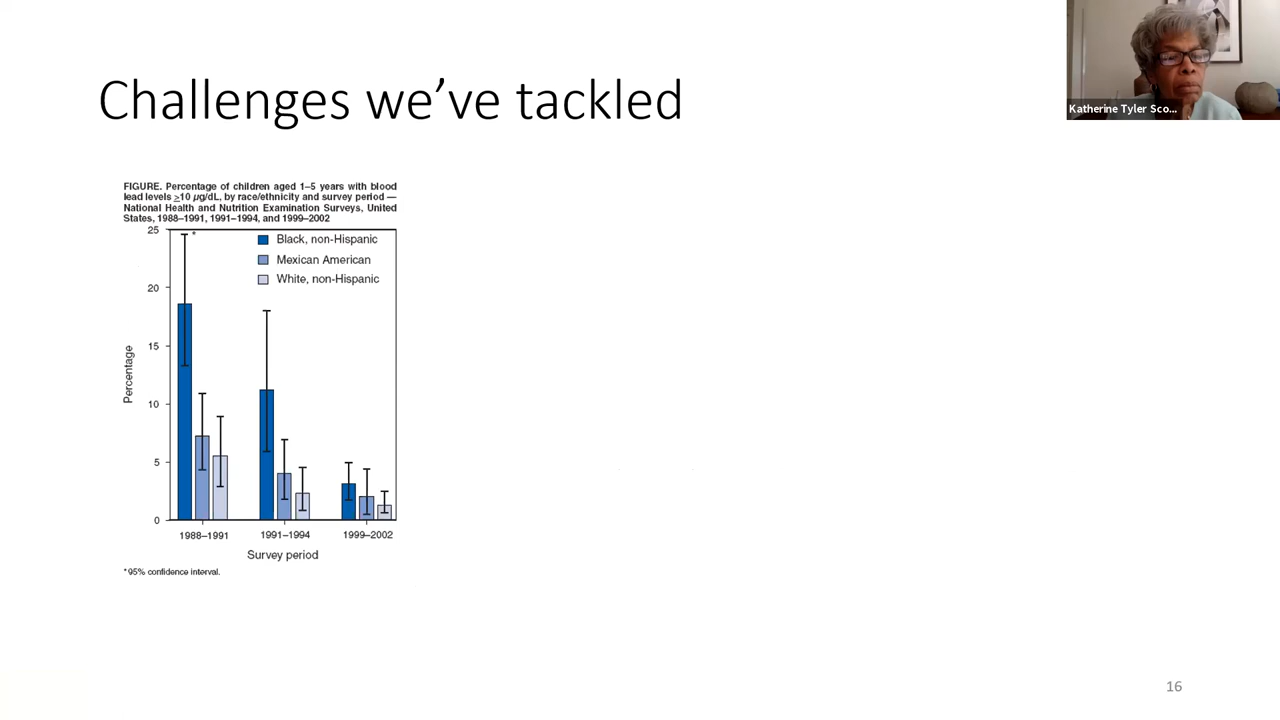 Challenges we've tackled
Katherine Tyler Sco...
FIGURE. Percentage of children aged 1–5 years with blood
lead levels ≥10 µg/dL, by race/ethnicity and survey period —
National Health and Nutrition Examination Surveys, United
States, 1988–1991, 1991–1994, and 1999–2002
25
*
Black, non-Hispanic
Mexican American
White, non-Hispanic
20
15
10
5
0
Percentage
1988–1991
1991–1994
1999–2002
Survey period
*95% confidence interval.
16